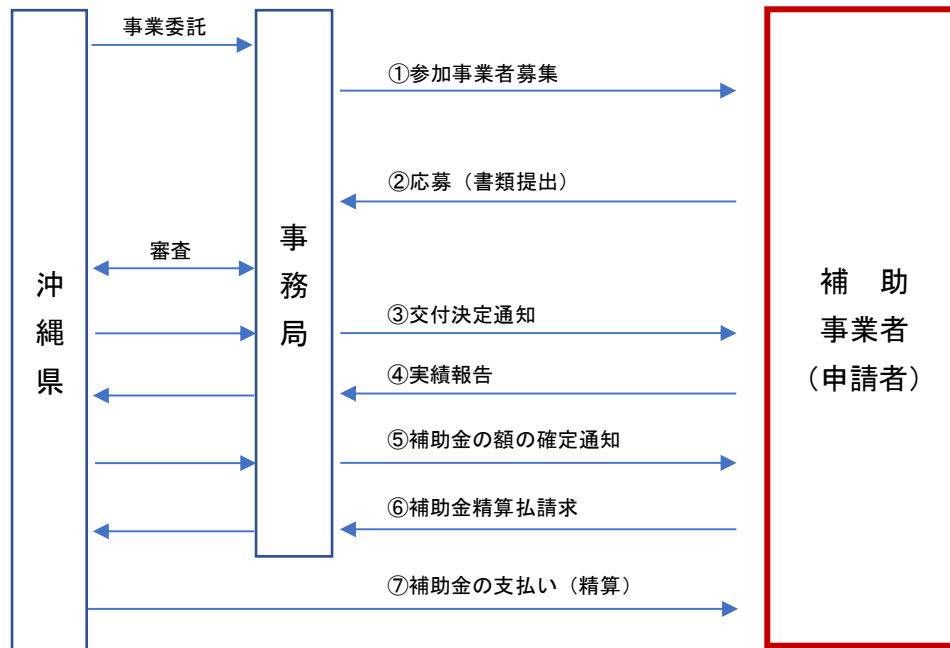 事業委託
①参加事業者募集
②応募（書類提出）
審査
③交付決定通知
④実績報告
⑤補助金の額の確定通知
⑥補助金精算払請求
⑦補助金の支払い（精算）
沖縄県
事務局
補　助
事業者
（申請者）